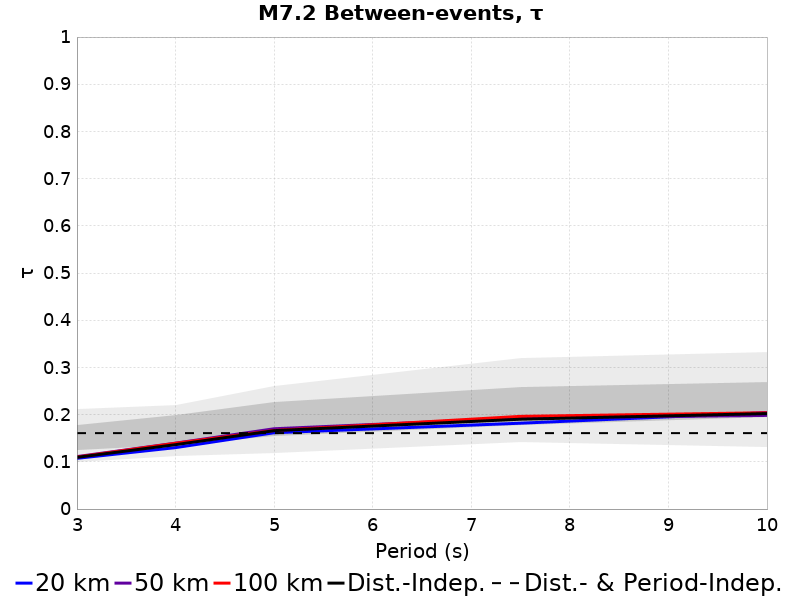 M7.2 Between-events, τ
1
0.9
0.8
0.7
0.6
0.5
0.4
0.3
0.2
0.1
0
τ
3 4 5 6 7 8 9 10
Period (s)
20 km 50 km 100 km Dist.-Indep. Dist.- & Period-Indep.